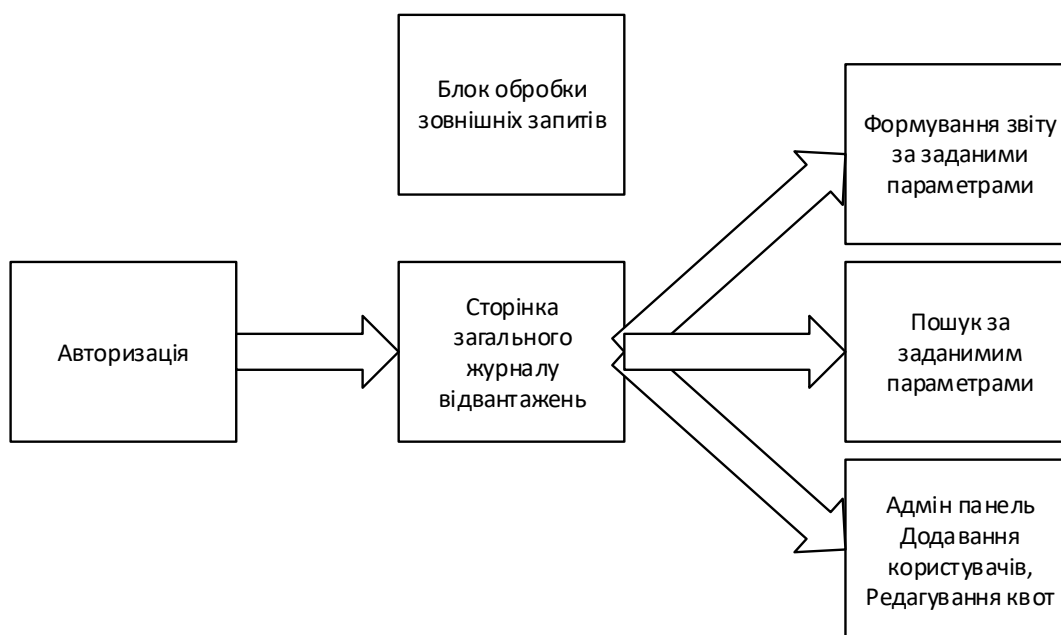 Блок обробки
зовнішніх запитів
Формування звіту
за заданими
параметрами
Авторизація
Сторінка
загального
журналу
відвантажень
Пошук за
заданимим
параметрами
Адмін панель
Додавання
користувачів,
Редагування квот